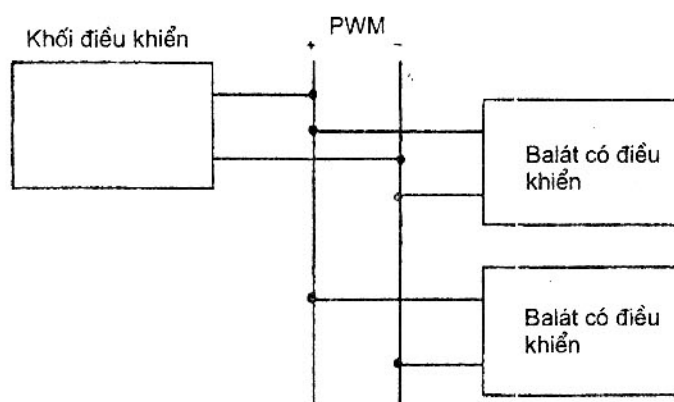 PWM
Khối điều khiển
+ –
Balát có điều
khiển
Balát có điều
khiển